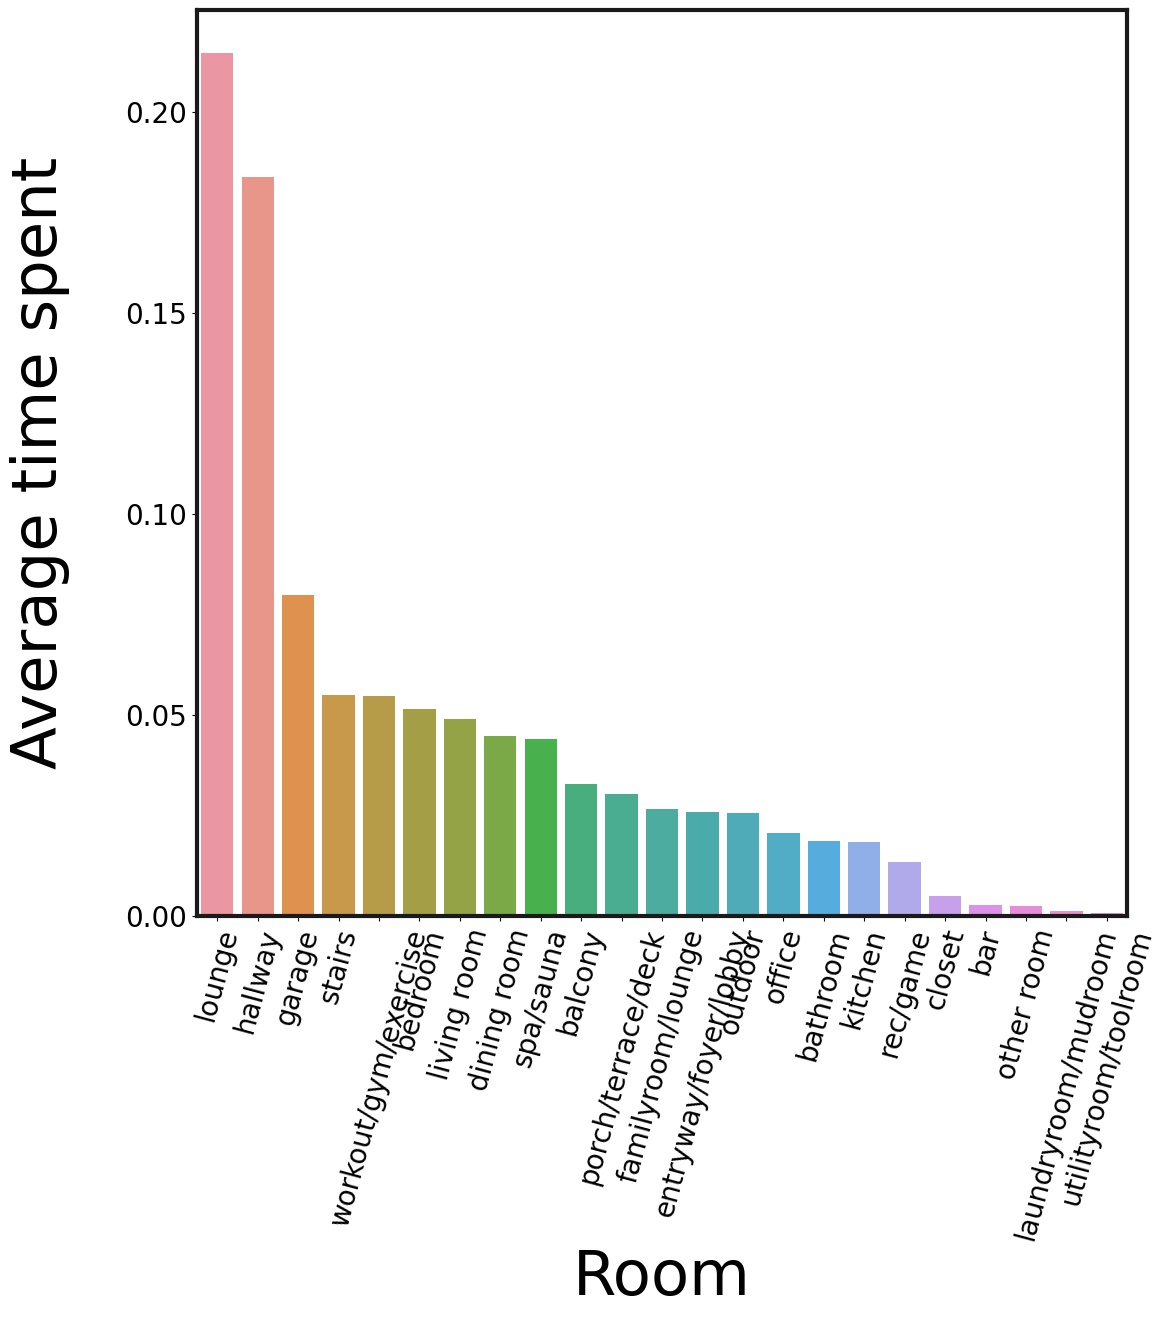 Average time spent
0.20
0.15
0.10
0.05
0.00
lounge
hallway
garage
stairs
workout/gym/exercise
bedroom
living room
dining room
spa/sauna
balcony
porch/terrace/deck
familyroom/lounge
entryway/foyer/lobby
outdoor
office
bathroom
kitchen
rec/game
closet
bar
other room
laundryroom/mudroom
utilityroom/toolroom
Room